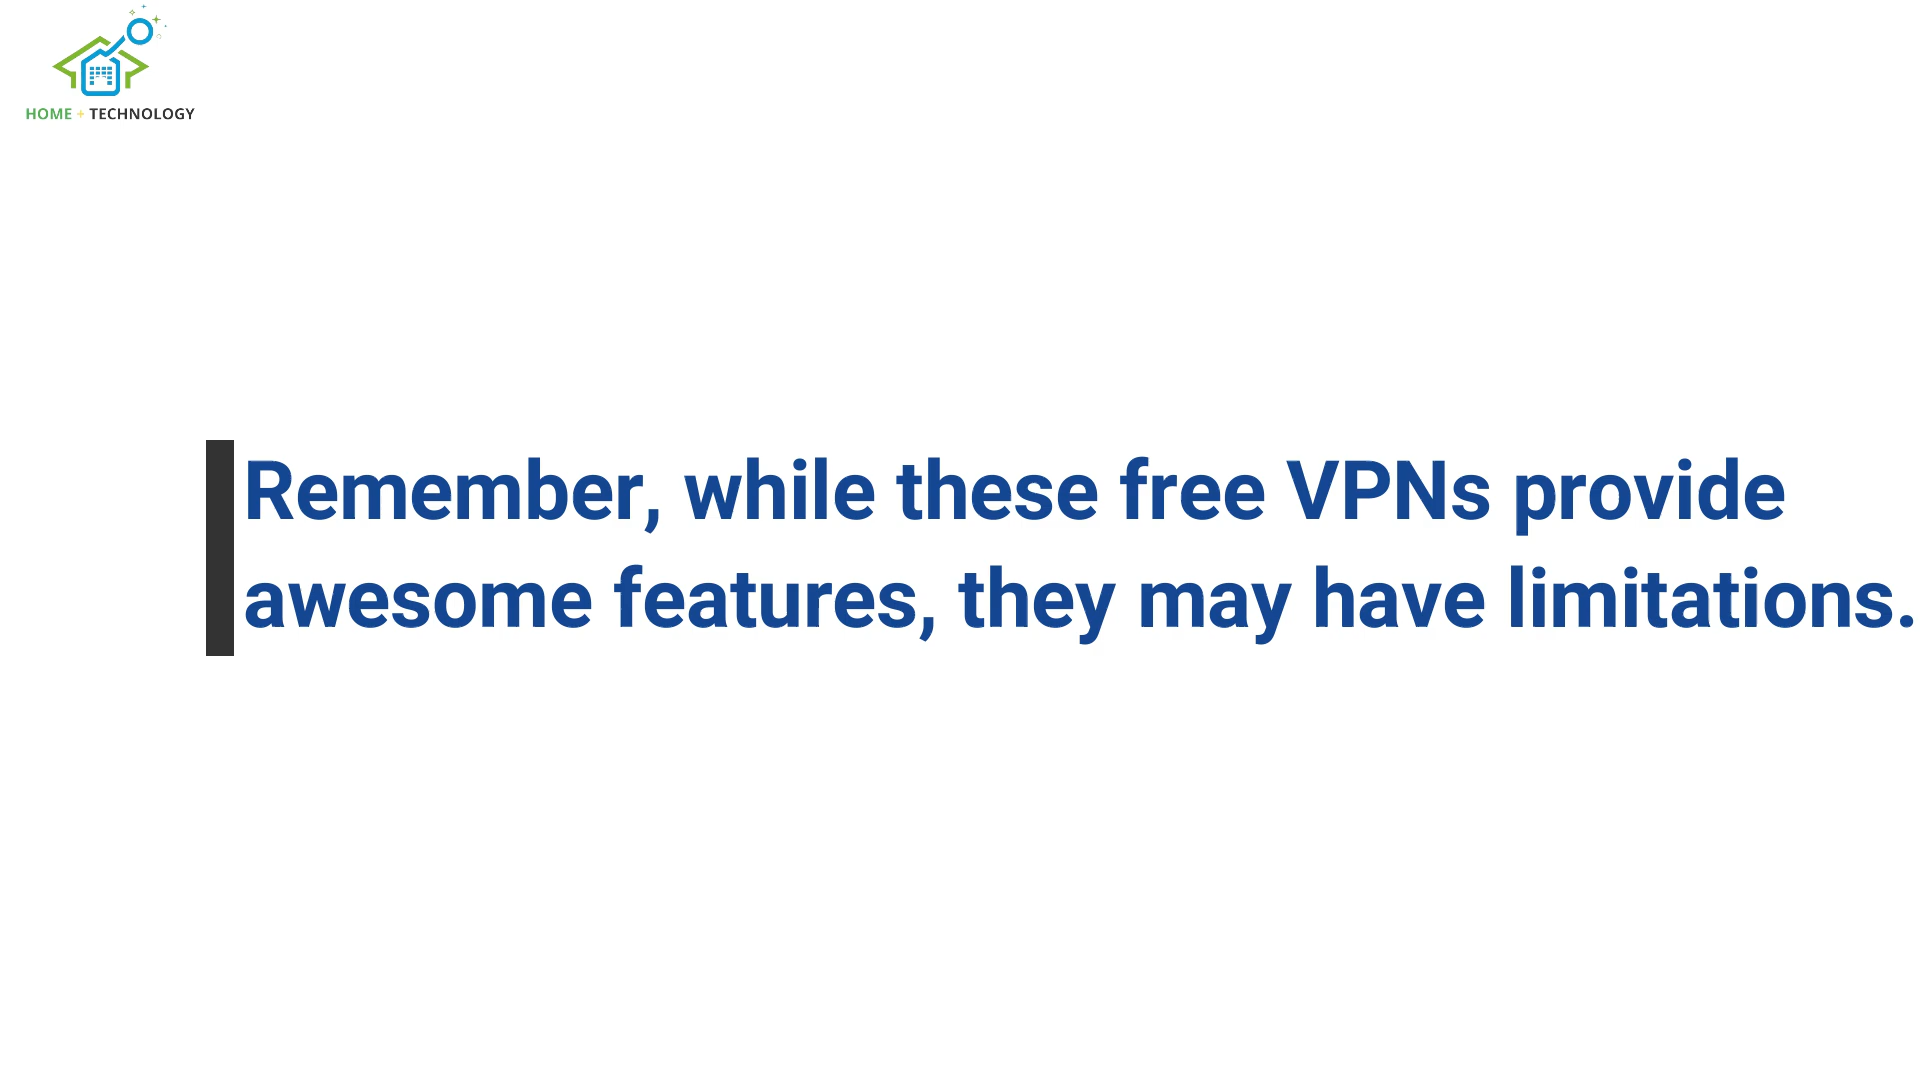 HOME + TECHNOLOGY
Remember, while these free VPNs provide
awesome features, they may have limitations.